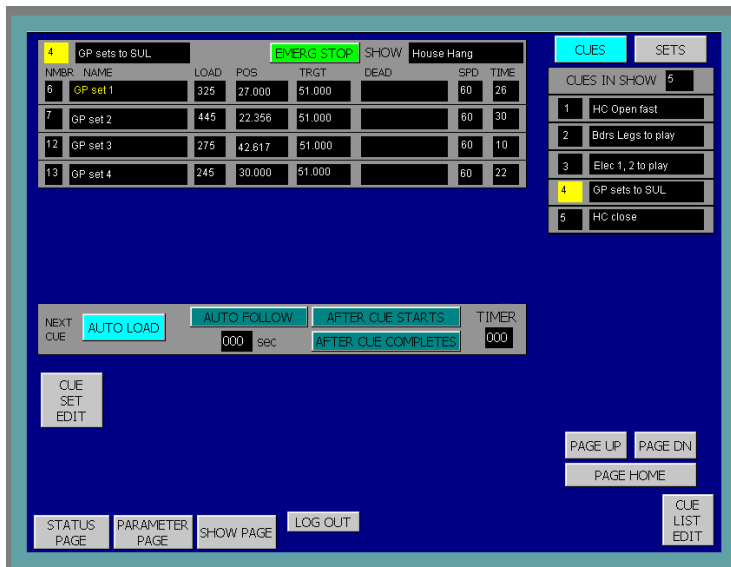 4 GP sets to SUL EMERG STOP SHOW House Hang
NMBR NAME LOAD POS TRGT DEAD SPD TIME
6 GP set 1 325 27.000 51.000 60 26
7 GP set 2 445 22.356 51.000 60 30
12 GP set 3 275 42.617 51.000 60 10
13 GP set 4 245 30.000 51.000 60 22
CUES SETS
CUES IN SHOW 5
1 HC Open fast
2 Bdrs Legs to play
3 Elec 1, 2 to play
4 GP sets to SUL
5 HC close
NEXT
CUE
AUTO LOAD
AUTO FOLLOW
000 sec
AFTER CUE STARTS
AFTER CUE COMPLETES
TIMER
000
CUE
SET
EDIT
PAGE UP PAGE DN
PAGE HOME
STATUS
PAGE
PARAMETER
PAGE
SHOW PAGE
LOG OUT
CUE
LIST
EDIT